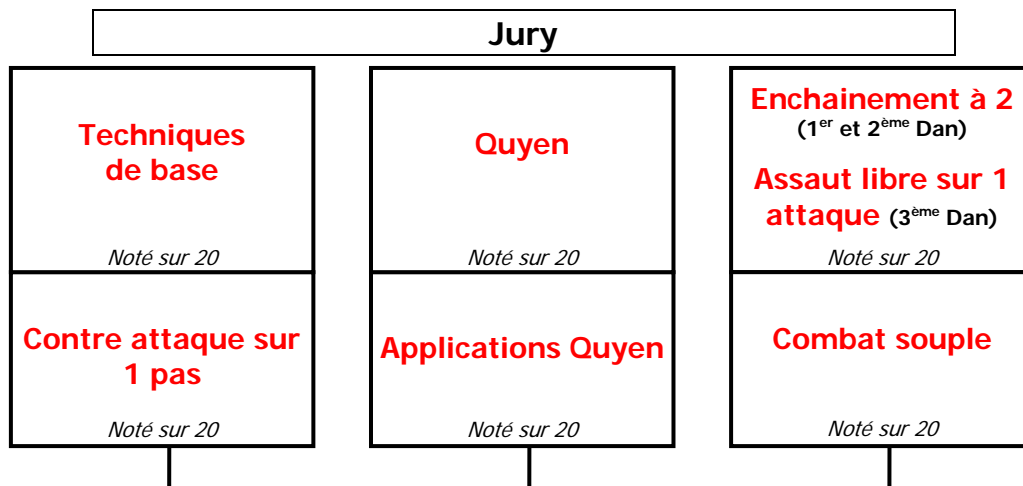 Jury
Techniques
de base
Noté sur 20
Contre attaque sur
1 pas
Noté sur 20
Quyen
Noté sur 20
Applications Quyen
Noté sur 20
Enchainement à 2
(1er et 2ème Dan)
Assaut libre sur 1
attaque (3ème Dan)
Noté sur 20
Combat souple
Noté sur 20